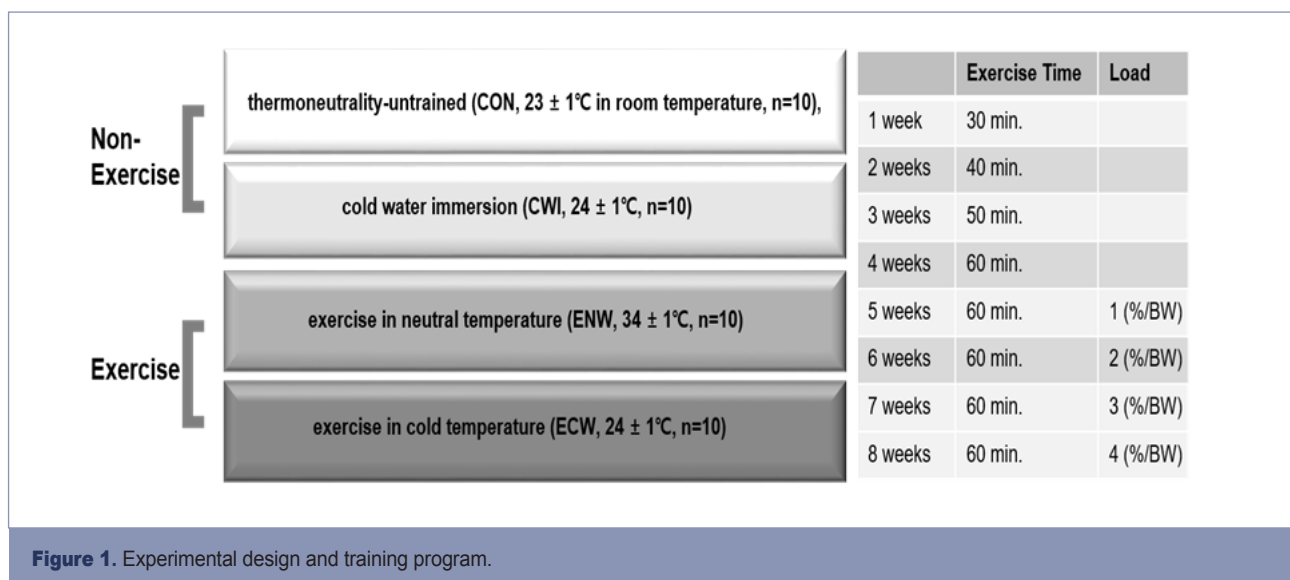 Non-
Exercise
thermoneutrality-untrained (CON, 23 ± 1℃ in room temperature, n=10),
cold water immersion (CWI, 24 ± 1℃, n=10)
Exercise
exercise in neutral temperature (ENW, 34 ± 1℃, n=10)
exercise in cold temperature (ECW, 24 ± 1℃, n=10)
Exercise Time Load
1 week 30 min.
2 weeks 40 min.
3 weeks 50 min.
4 weeks 60 min.
5 weeks 60 min. 1 (%/BW)
6 weeks 60 min. 2 (%/BW)
7 weeks 60 min. 3 (%/BW)
8 weeks 60 min. 4 (%/BW)
Figure 1. Experimental design and training program.